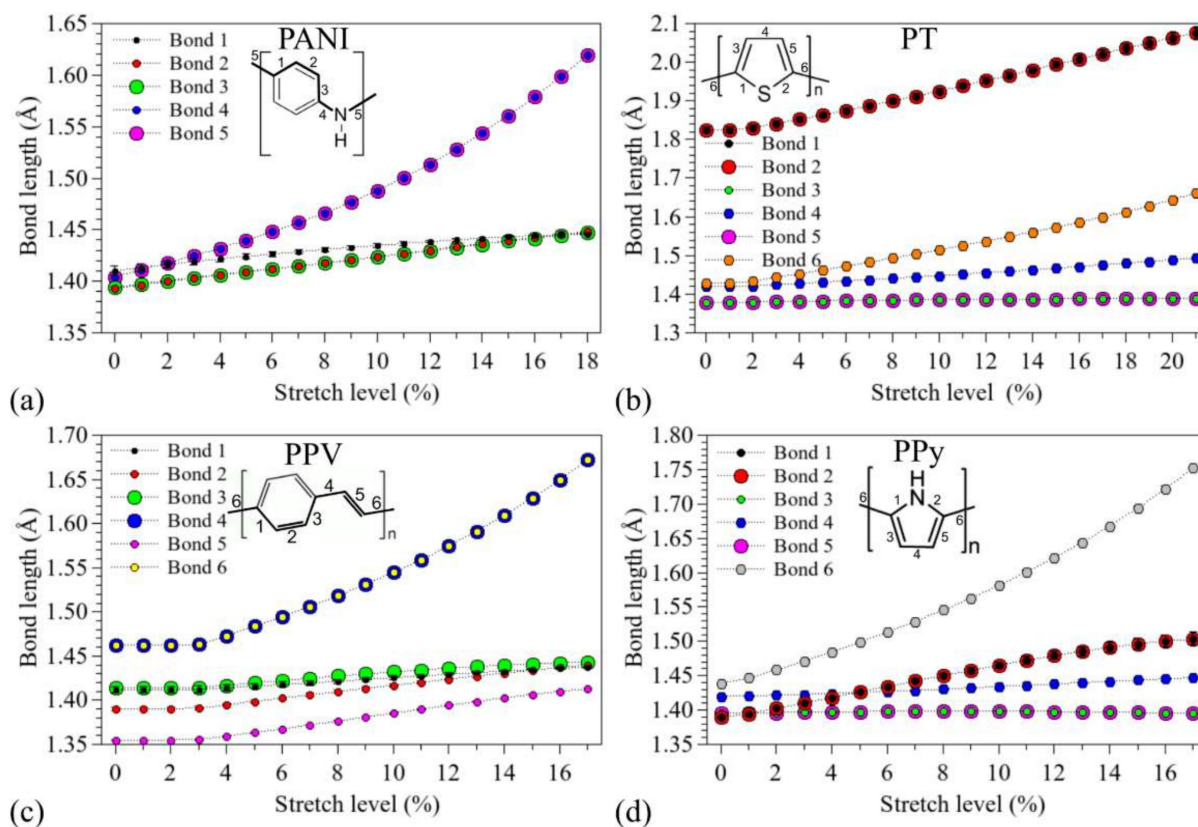 PANI
Bond 1
Bond 2
Bond 3
Bond 4
Bond 5
5
1
2
3
4
N
5
H
Bond length (Å)
1.65
1.60
1.55
1.50
1.45
1.40
1.35
0 2 4 6 8 10 12 14 16 18
Stretch level (%)
(a)
PT
4
3
5
6
1
S
2
6
n
Bond 1
Bond 2
Bond 3
Bond 4
Bond 5
Bond 6
Bond length (Å)
2.1
2.0
1.9
1.8
1.7
1.6
1.5
1.4
1.3
0 2 4 6 8 10 12 14 16 18 20
Stretch level (%)
(b)
PPV
Bond 1
Bond 2
Bond 3
Bond 4
Bond 5
Bond 6
6
4
5
6
1
2
3
n
Bond length (Å)
1.70
1.65
1.60
1.55
1.50
1.45
1.40
1.35
0 2 4 6 8 10 12 14 16
Stretch level (%)
(c)
PPy
Bond 1
Bond 2
Bond 3
Bond 4
Bond 5
Bond 6
H
N
6
1
2
6
3
4
5
n
Bond length (Å)
1.80
1.75
1.70
1.65
1.60
1.55
1.50
1.45
1.40
1.35
0 2 4 6 8 10 12 14 16
Stretch level (%)
(d)